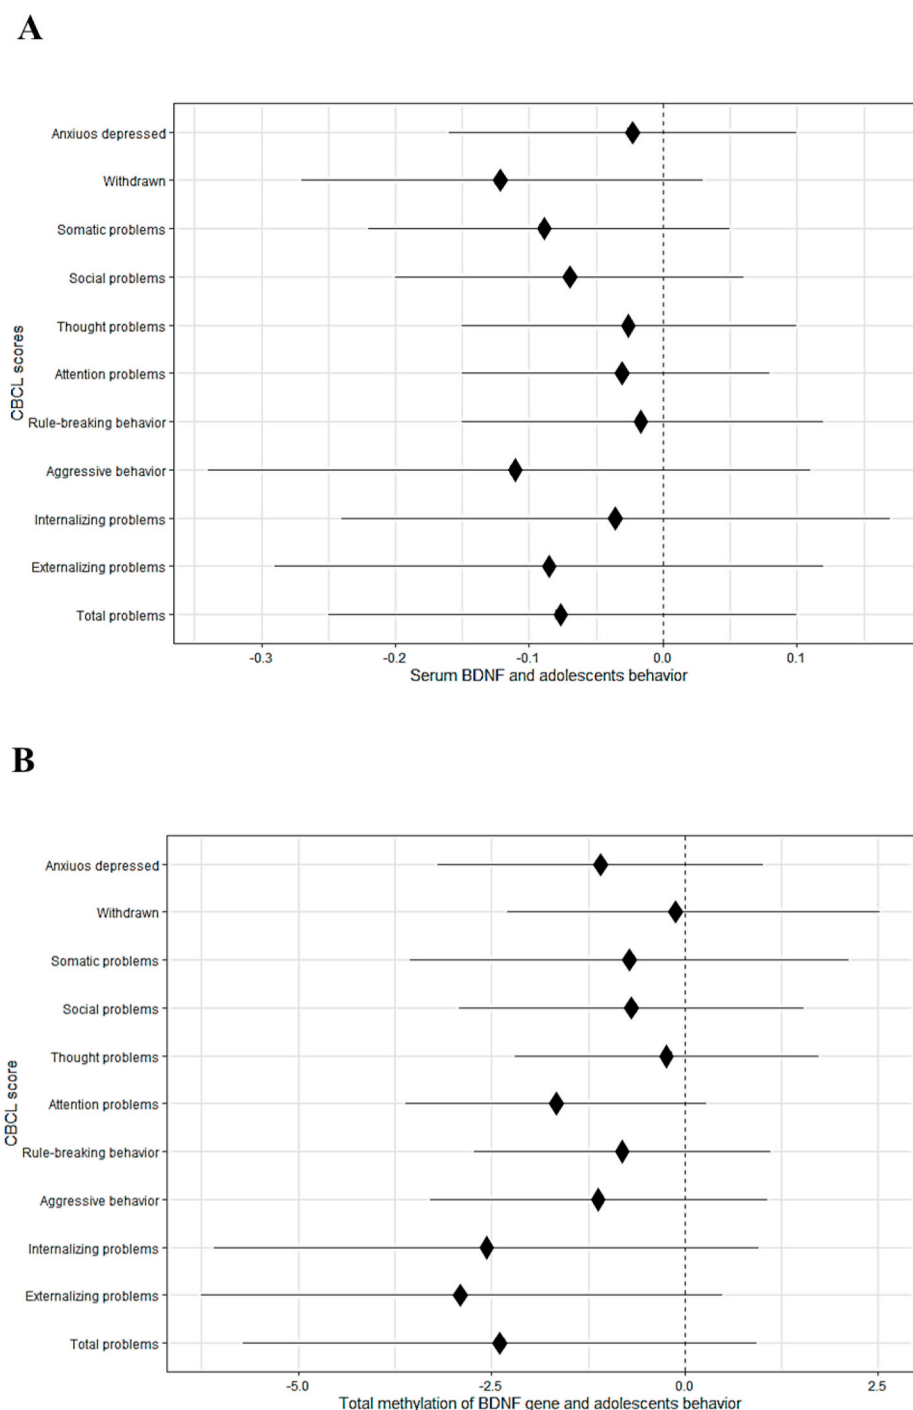 A
Anxiuos depressed
Withdrawn
Somatic problems
Social problems
Thought problems
Attention problems
Rule-breaking behavior
Aggressive behavior
Internalizing problems
Externalizing problems
Total problems
CBCL scores
-0.3 -0.2 -0.1 0.0 0.1
Serum BDNF and adolescents behavior
B
Anxiuos depressed
Withdrawn
Somatic problems
Social problems
Thought problems
Attention problems
Rule-breaking behavior
Aggressive behavior
Internalizing problems
Externalizing problems
Total problems
CBCL score
-5.0 -2.5 0.0 2.5
Total methylation of BDNF gene and adolescents behavior